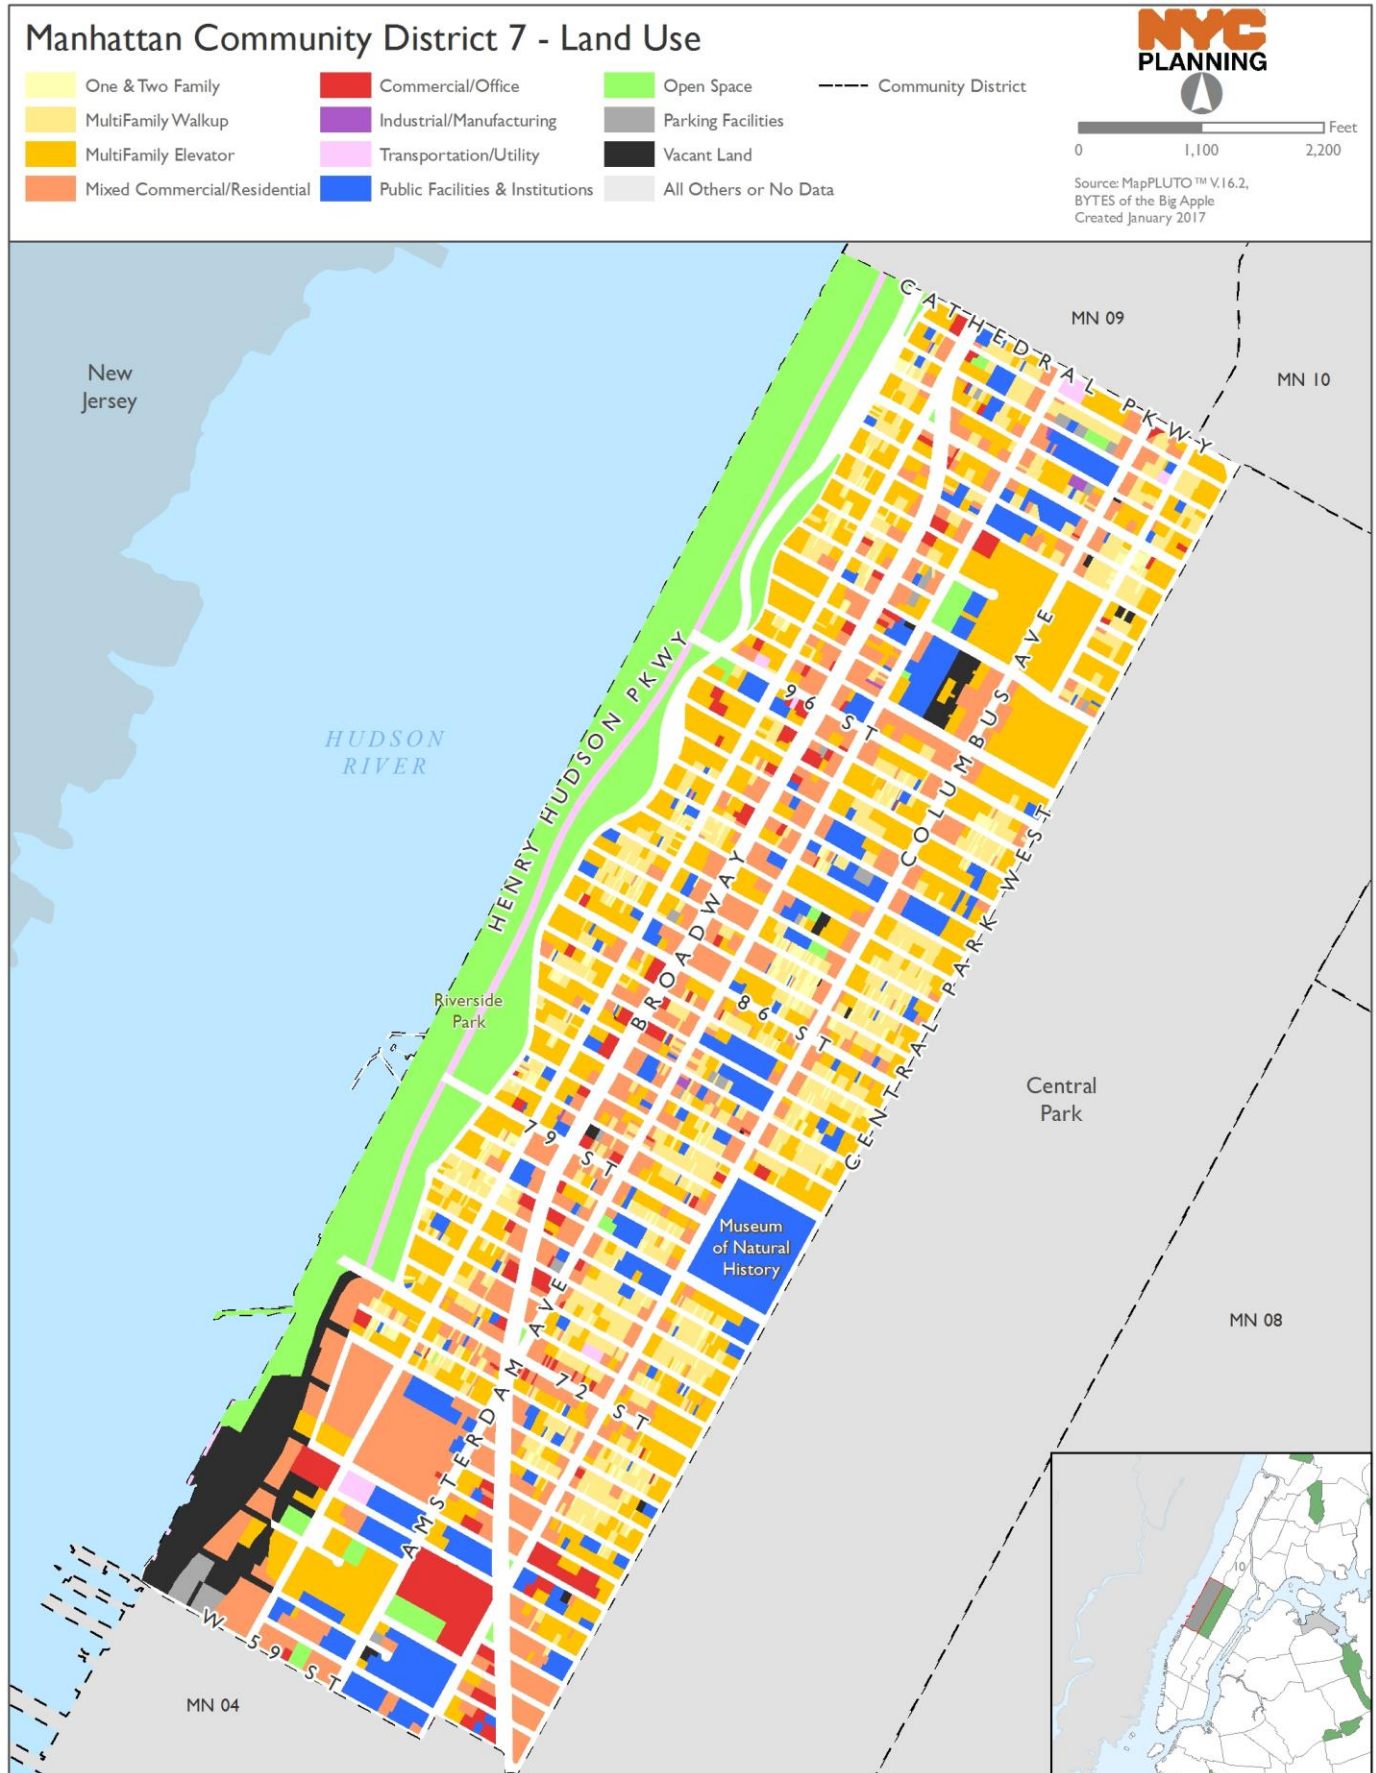 Manhattan Community District 7 - Land Use
One & Two Family
MultiFamily Walkup
MultiFamily Elevator
Mixed Commercial/Residential
Commercial/Office
Industrial/Manufacturing
Transportation/Utility
Public Facilities & Institutions
Open Space
Parking Facilities
Vacant Land
All Others or No Data
Community District
NYC
PLANNING
Feet
0 1,100 2,200
Source: MapPLUTO™ V.16.2,
BYTES of the Big Apple
Created January 2017
New
Jersey
CATHEDRAL PKWY
MN 09
MN 10
HUDSON
RIVER
HENRY HUDSON PKWY
96 ST
COLUMBUS AVE
BROADWAY
CENTRAL PARK WEST
Riverside
Park
86 ST
Central
Park
79 ST
Museum
of Natural
History
MN 08
72 ST
AMSTERDAM AVE
W 59 ST
MN 04
10